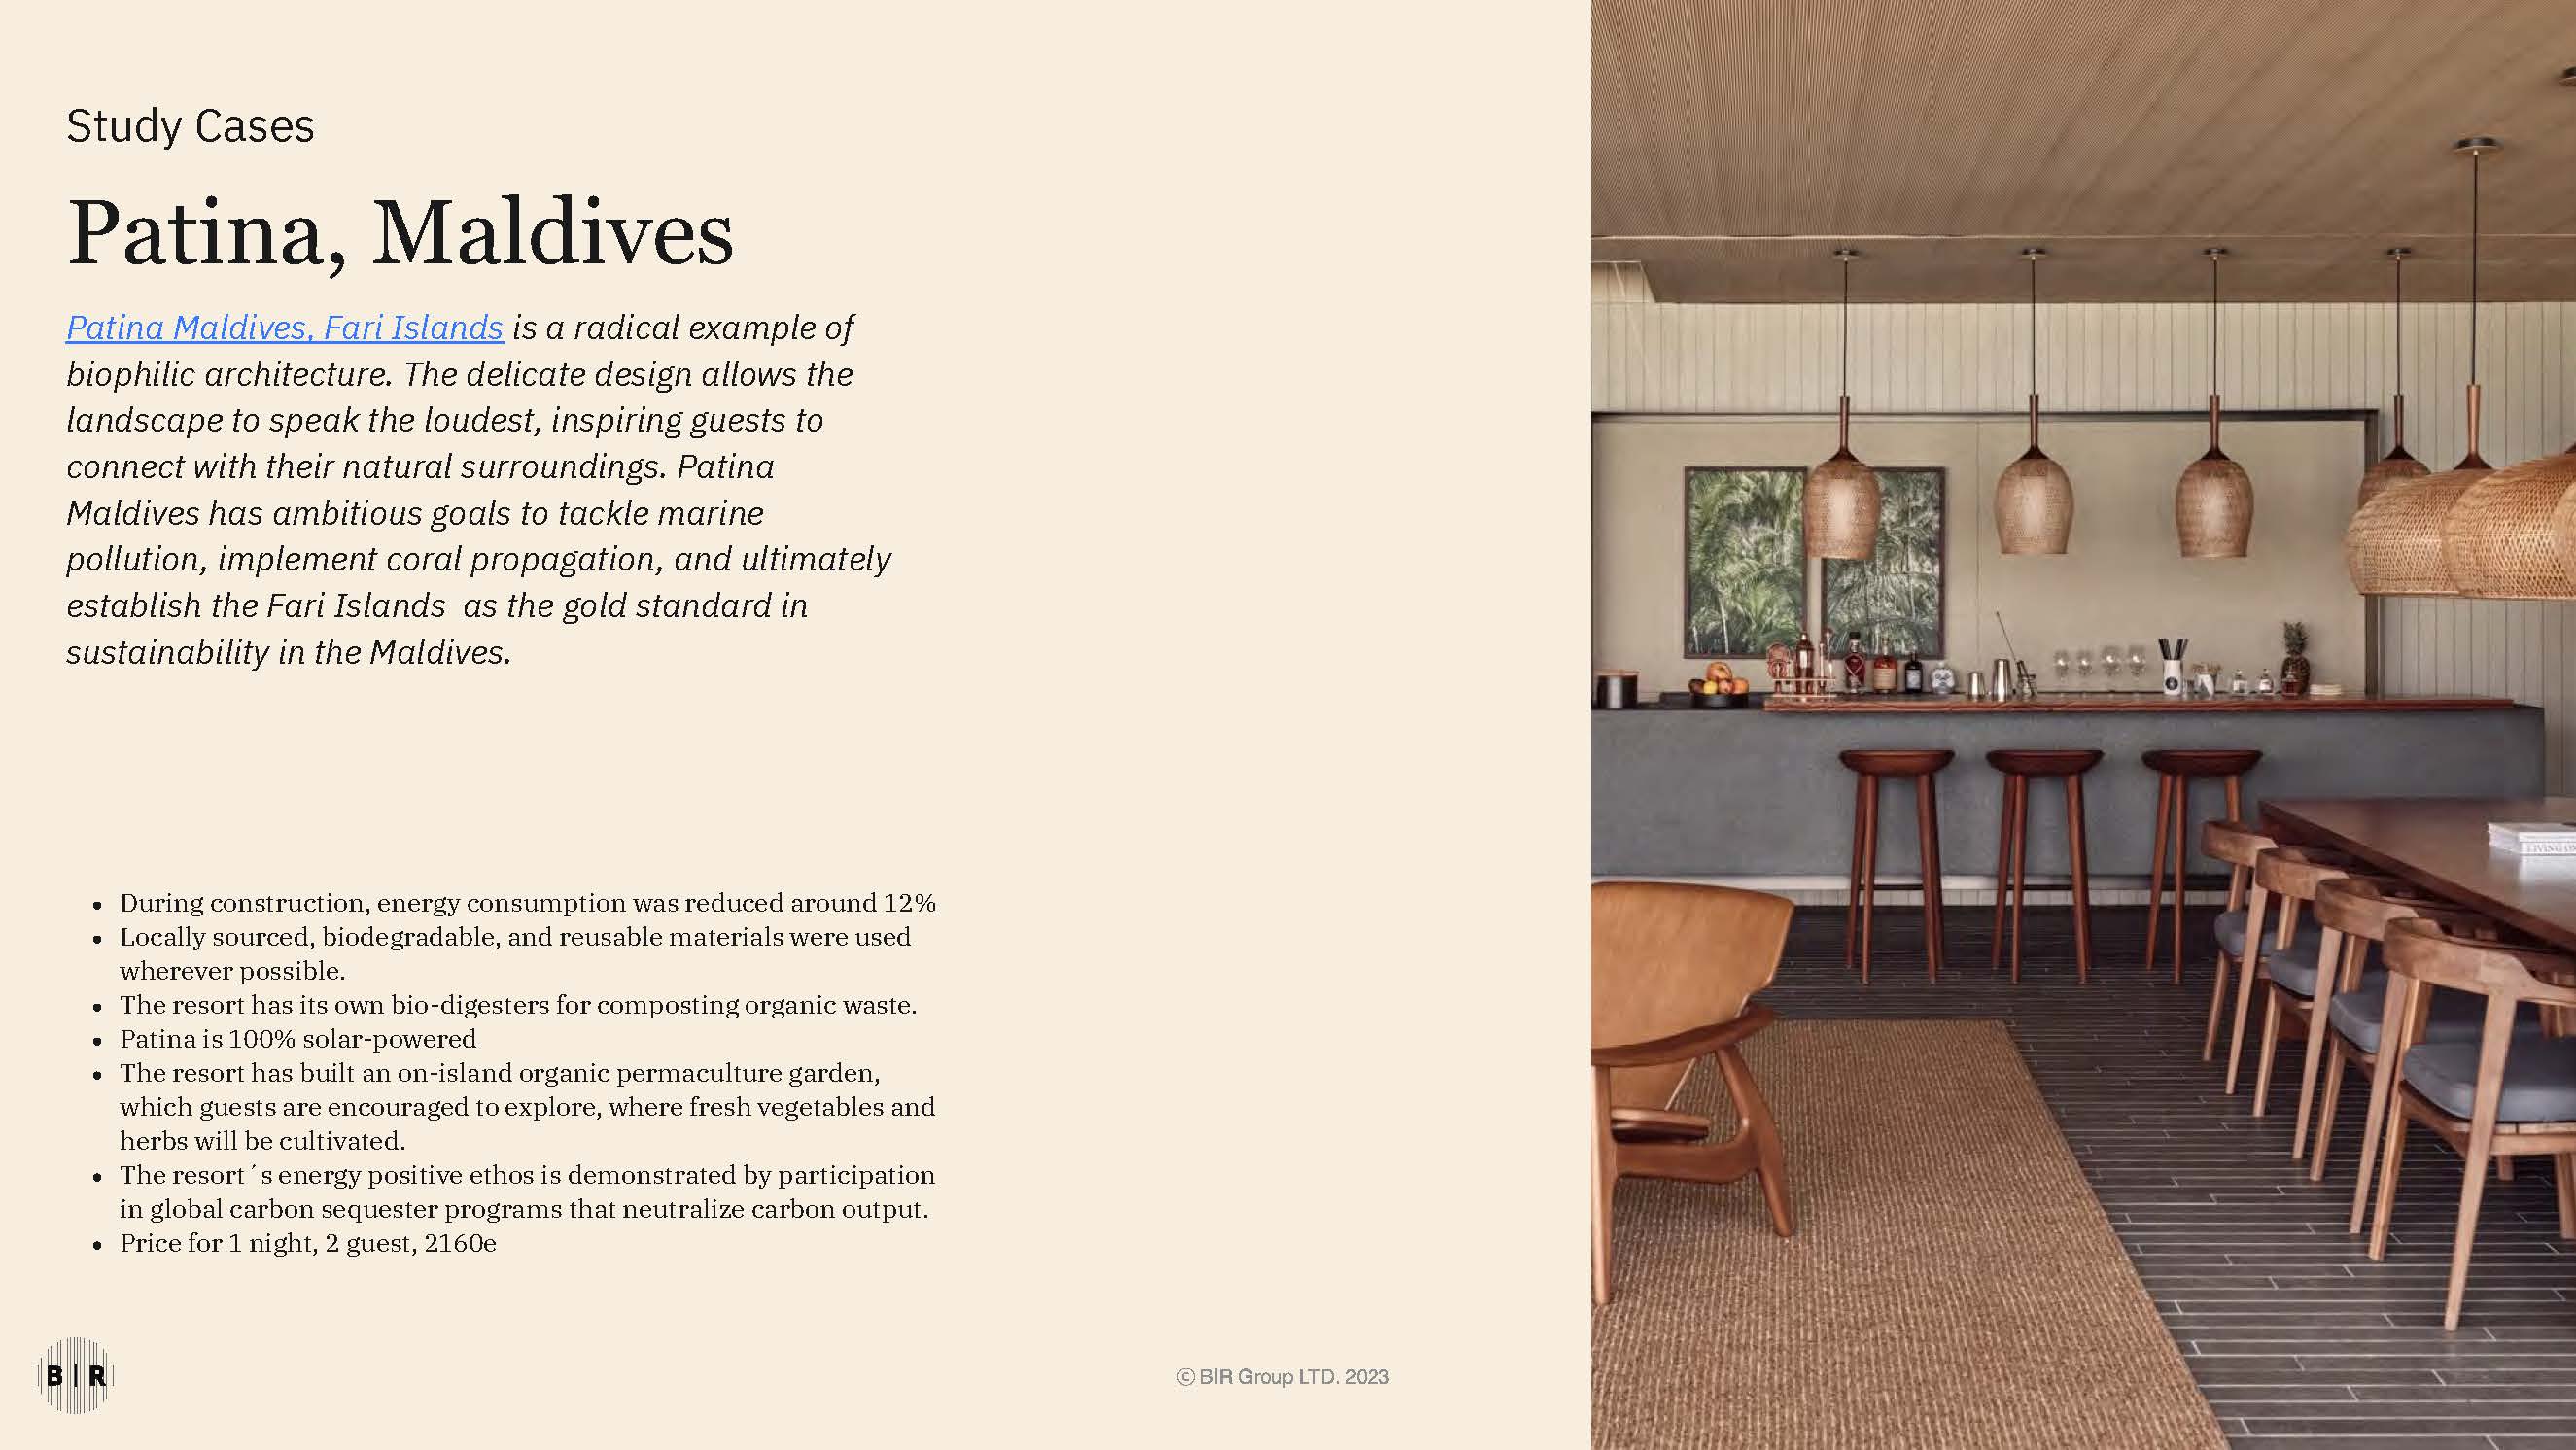 Study Cases
Patina, Maldives
Patina Maldives, Fari Islands is a radical example of
biophilic architecture. The delicate design allows the
landscape to speak the loudest, inspiring guests to
connect with their natural surroundings. Patina
Maldives has ambitious goals to tackle marine
pollution, implement coral propagation, and ultimately
establish the Fari Islands  as the gold standard in
sustainability in the Maldives.
• During construction, energy consumption was reduced around 12%
• Locally sourced, biodegradable, and reusable materials were used
wherever possible.
• The resort has its own bio-digesters for composting organic waste.
• Patina is 100% solar-powered
• The resort has built an on-island organic permaculture garden,
which guests are encouraged to explore, where fresh vegetables and
herbs will be cultivated.
• The resort ́s energy positive ethos is demonstrated by participation
in global carbon sequester programs that neutralize carbon output.
• Price for 1 night, 2 guest, 2160e
B|R
© BIR Group LTD. 2023